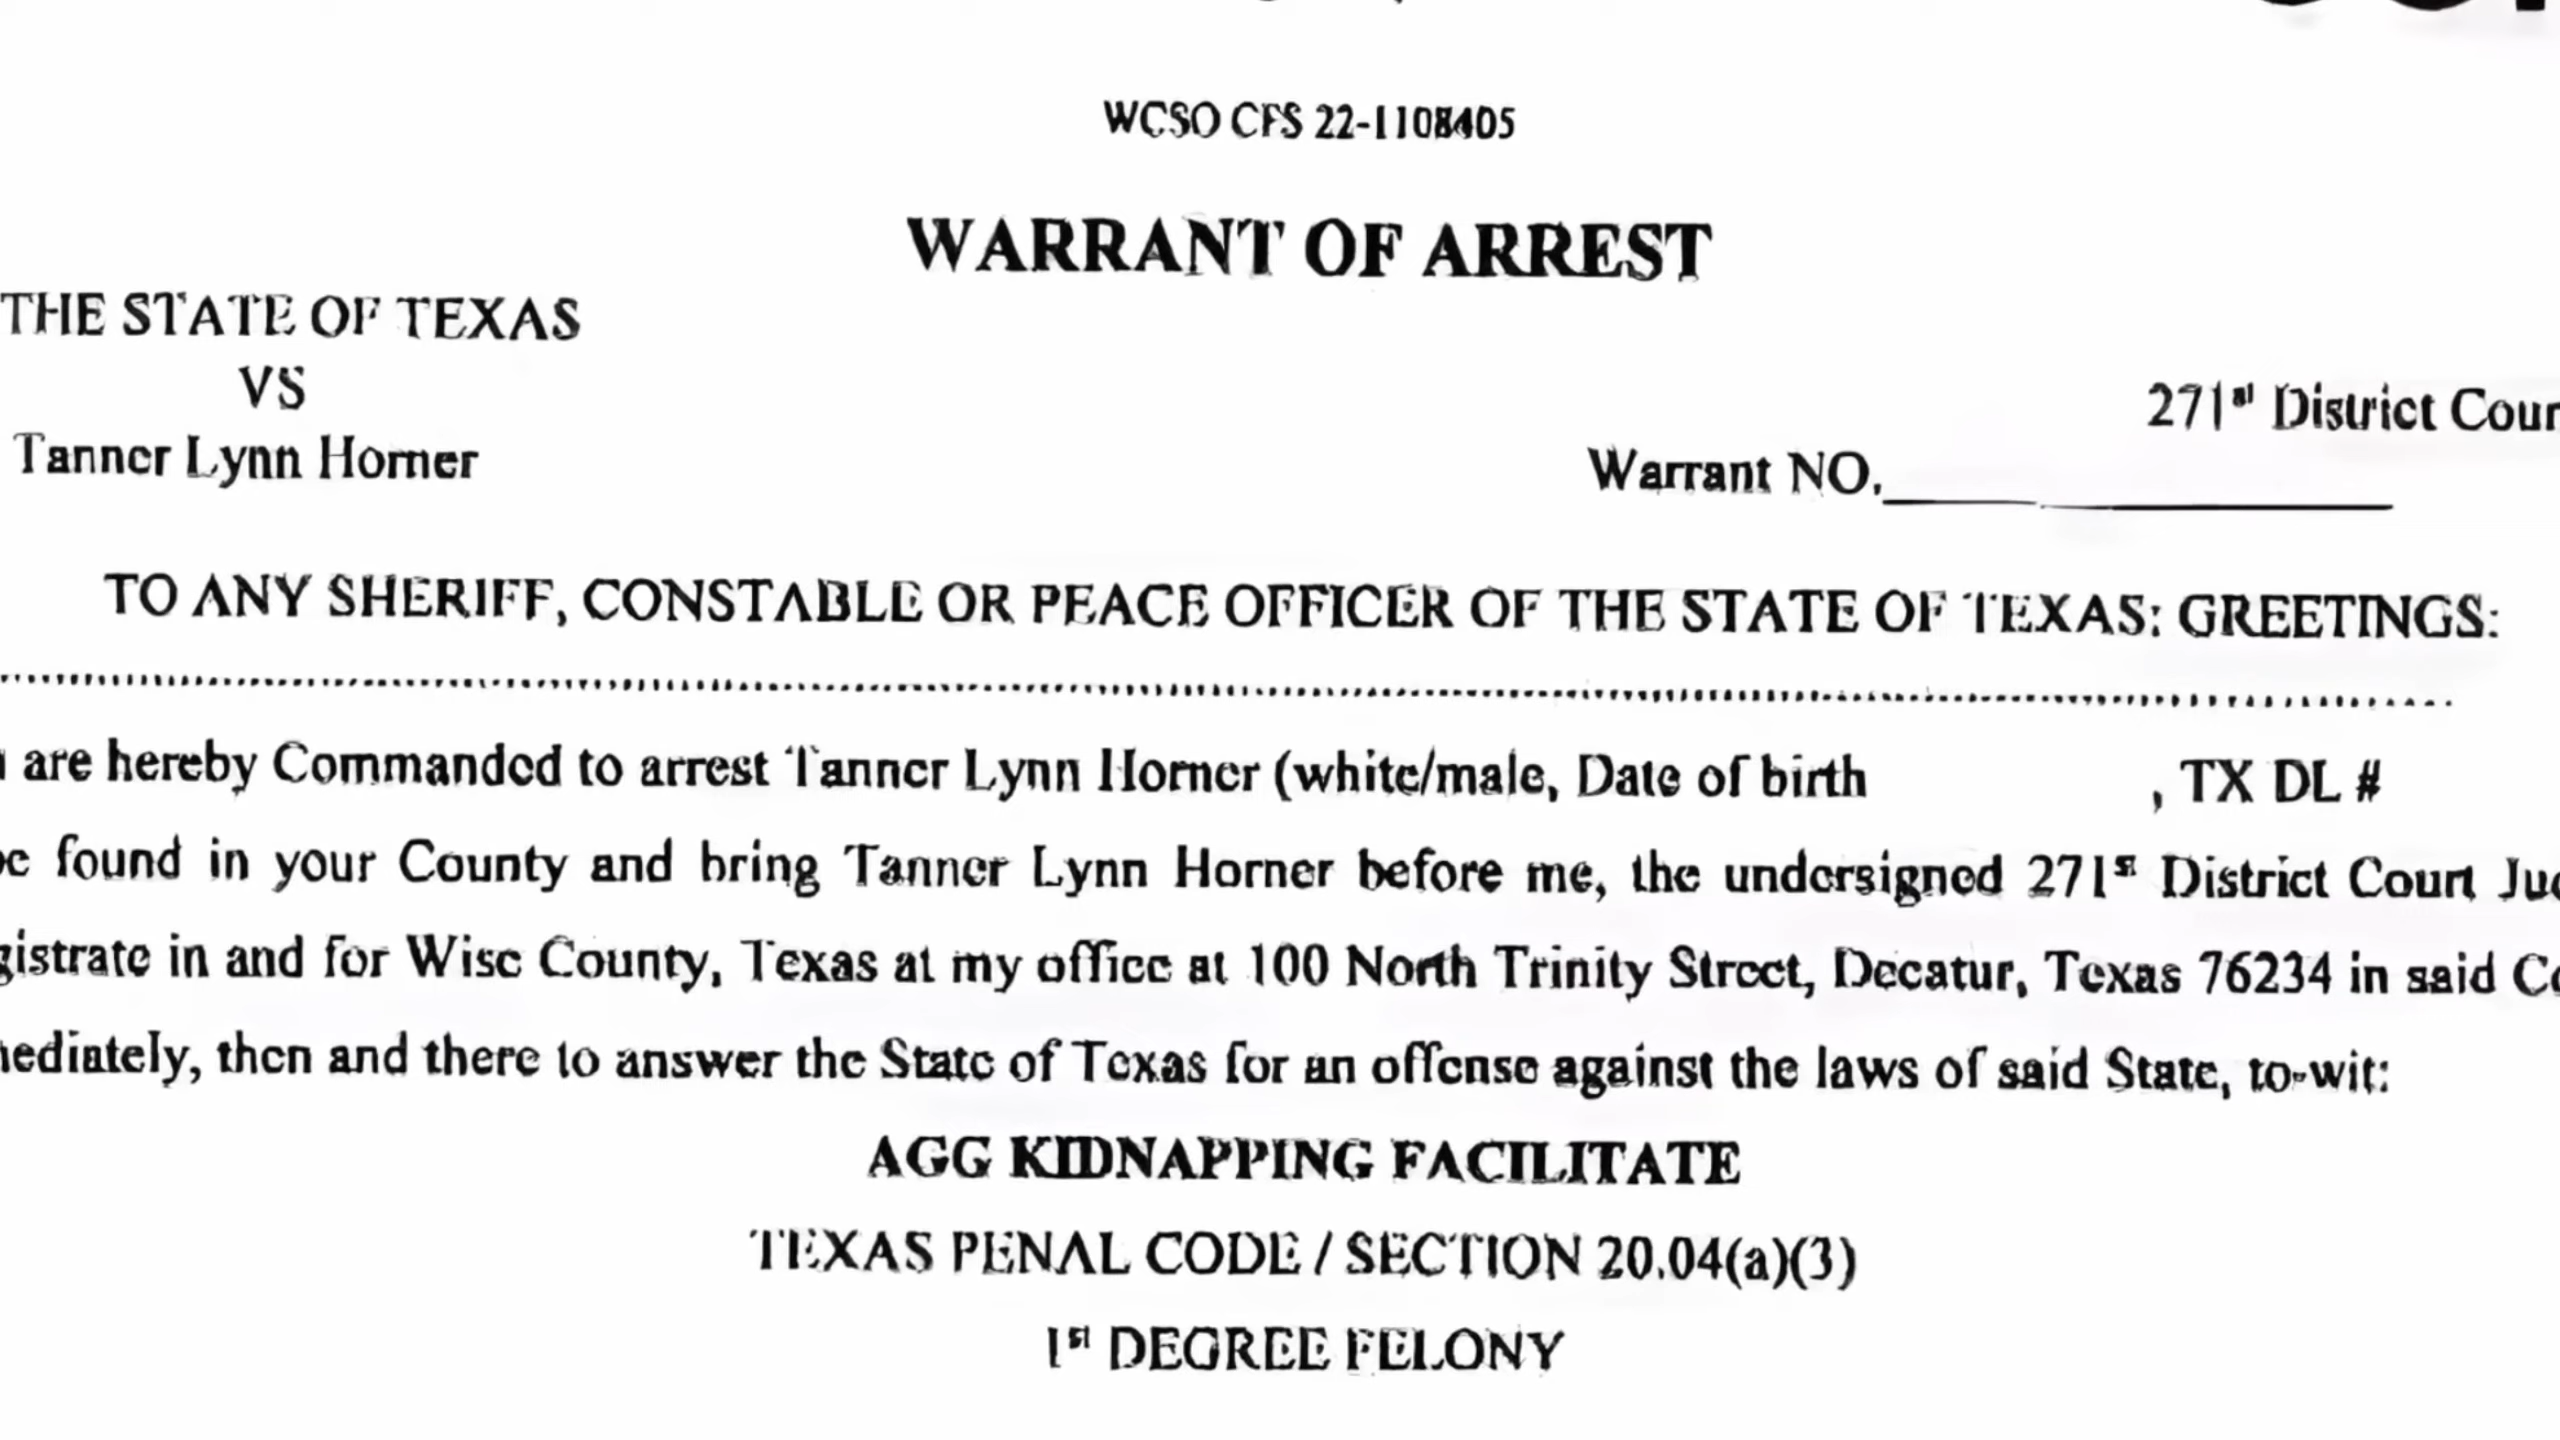 WCSO CFS 22-1108405
WARRANT OF ARREST
THE STATE OF TEXAS
VS
Tanner Lynn Horner
271st District Cour
Warrant NO.
TO ANY SHERIFF, CONSTABLE OR PEACE OFFICER OF THE STATE OF TEXAS: GREETINGS:
are hereby Commanded to arrest Tanner Lynn Horner (white/male, Date of birth , TX DL #
found in your County and bring Tanner Lynn Horner before me, the undersigned 271st District Court
gistrate in and for Wise County, Texas at my office at 100 North Trinity Street, Decatur, Texas 76234 in said
nediately, then and there to answer the State of Texas for an offense against the laws of said State, to-wit:
AGG KIDNAPPING FACILITATE
TEXAS PENAL CODE / SECTION 20.04(a)(3)
1st DEGREE FELONY